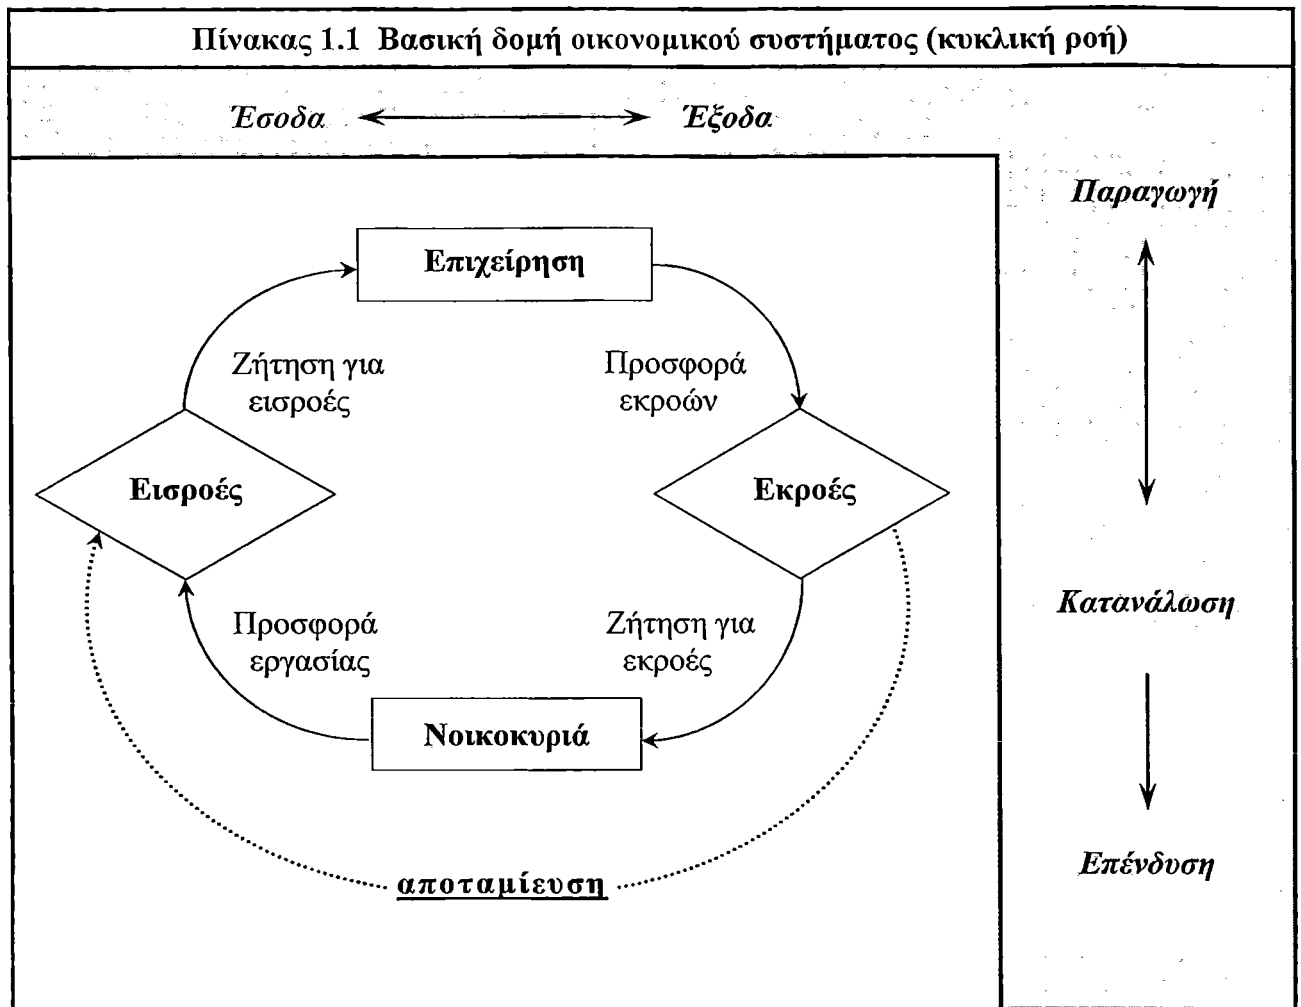 Πίνακας 1.1 Βασική δομή οικονομικού συστήματος (κυκλική ροή)
Έσοδα Έξοδα
Παραγωγή
Επιχείρηση
Ζήτηση για
εισροές
Προσφορά
εκροών
Εισροές
Εκροές
Κατανάλωση
Προσφορά
εργασίας
Ζήτηση για
εκροές
Νοικοκυριά
αποταμίευση
Επένδυση